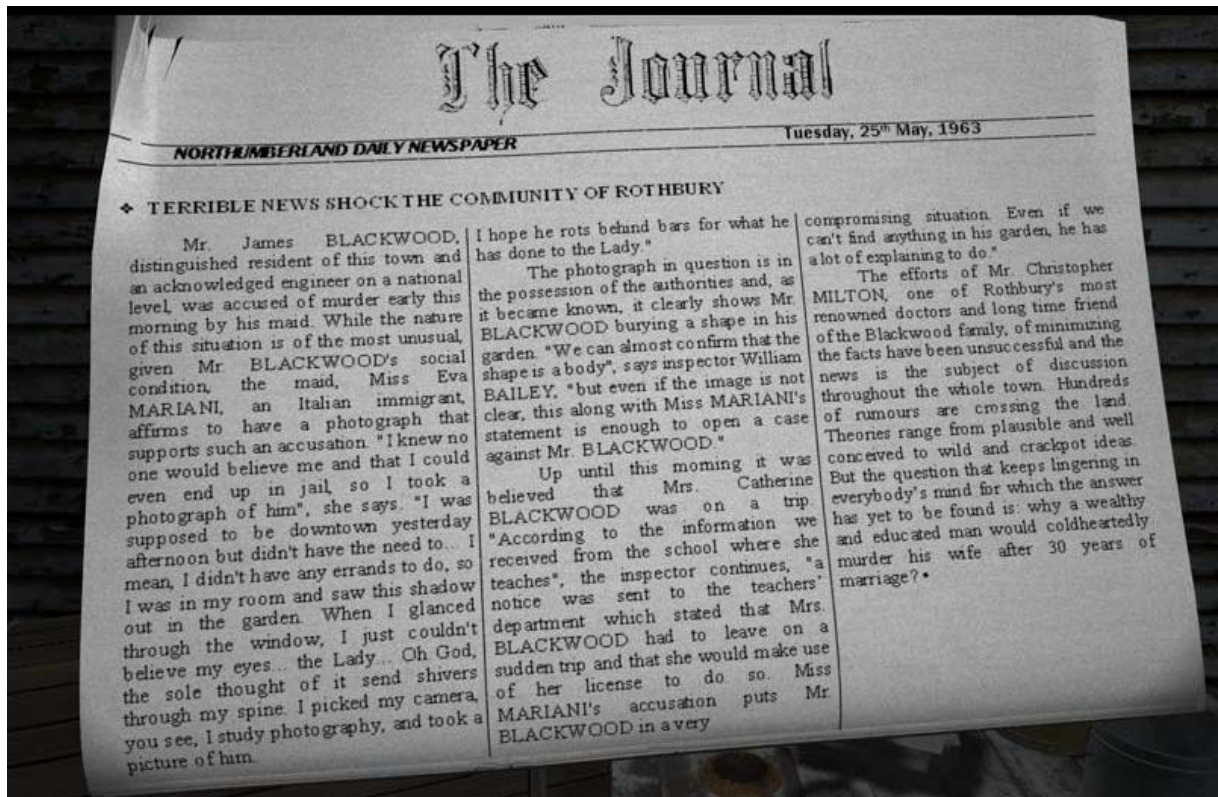 The Journal
NORTHUMBERLAND DAILY NEWSPAPER
Tuesday, 25th May, 1963
❖ TERRIBLE NEWS SHOCK THE COMMUNITY OF ROTHBURY
Mr. James BLACKWOOD,
distinguished resident of this town and
an acknowledged engineer on a national
level, was accused of murder early this
morning by his maid. While the nature
of this situation is of the most unusual,
given Mr. BLACKWOOD's social
condition, the maid, Miss Eva
MARIANI, an Italian immigrant,
affirms to have a photograph that
supports such an accusation. "I knew no
one would believe me and that I could
even end up in jail, so I took a
photograph of him", she says. "I was
supposed to be downtown yesterday
afternoon but didn't have the need to... I
mean, I didn't have any errands to do, so
I was in my room and saw this shadow
out in the garden. When I glanced
through the window, I just couldn't
believe my eyes... the Lady... Oh God,
the sole thought of it send shivers
through my spine. I picked my camera,
you see, I study photography, and took a
picture of him.
I hope he rots behind bars for what he
has done to the Lady."
The photograph in question is in
the possession of the authorities and, as
it became known, it clearly shows Mr.
BLACKWOOD burying a shape in his
garden. "We can almost confirm that the
shape is a body", says inspector William
BAILEY, "but even if the image is not
clear, this along with Miss MARIANI's
statement is enough to open a case
against Mr. BLACKWOOD."
Up until this morning it was
believed that Mrs. Catherine
BLACKWOOD was on a trip.
"According to the information we
received from the school where she
teaches", the inspector continues, "a
notice was sent to the teachers'
department which stated that Mrs.
BLACKWOOD had to leave on a
sudden trip and that she would make use
of her license to do so. Miss
MARIANI's accusation puts Mr.
BLACKWOOD in a very
compromising situation. Even if we
can't find anything in his garden, he has
a lot of explaining to do."
The efforts of Mr. Christopher
MILTON, one of Rothbury's most
renowned doctors and long time friend
of the Blackwood family, of minimizing
the facts have been unsuccessful and the
news is the subject of discussion
throughout the whole town. Hundreds
of rumours are crossing the land.
Theories range from plausible and well
conceived to wild and crackpot ideas.
But the question that keeps lingering in
everybody's mind for which the answer
has yet to be found is: why a wealthy
and educated man would coldheartedly
murder his wife after 30 years of
marriage? •